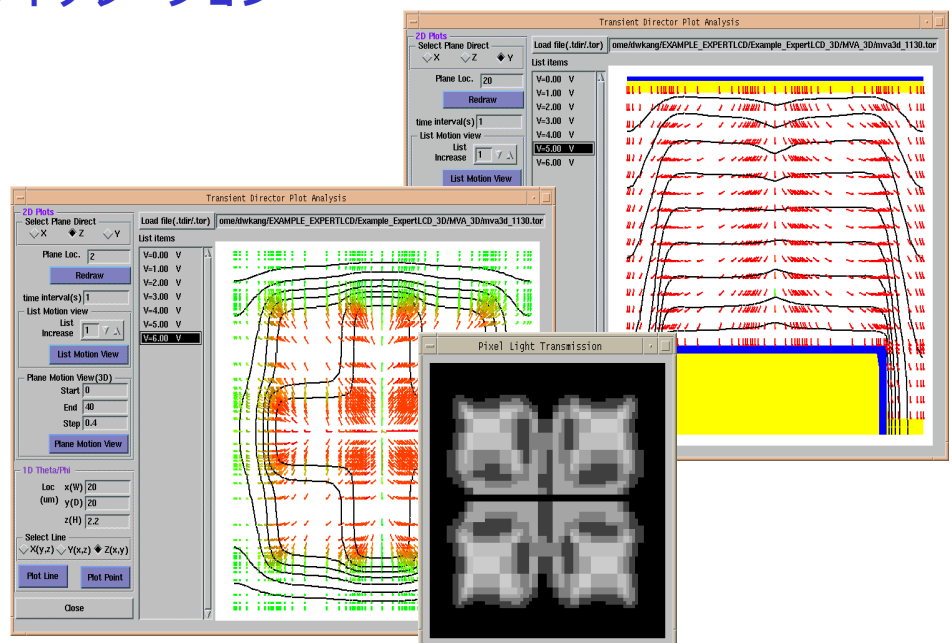 Transient Director Plot Analysis
2D Plots
Select Plane Direct
X Z Y
Plane Loc. 20
Redraw
time interval(s) 1
List Motion view
List
Increase 1
List Motion View
Load file(.tdir/.tor) ome/dwkang/EXAMPLE_EXPERTLCD/Example_ExpertLCD_3D/MVA_3D/mva3d_1130.tor
List items
V=0.00 V
V=1.00 V
V=2.00 V
V=3.00 V
V=4.00 V
V=5.00 V
V=6.00 V
Transient Director Plot Analysis
2D Plots
Select Plane Direct
X Z Y
Plane Loc. 2
Redraw
time interval(s) 1
List Motion view
List
Increase 1
List Motion View
Plane Motion View(3D)
Start 0
End 40
Step 0.4
Plane Motion View
1D Theta/Phi
Loc x(W) 20
(um) y(D) 20
z(H) 2.2
Select Line
X(y,z) Y(x,z) Z(x,y)
Plot Line Plot Point
Close
Load file(.tdir/.tor) ome/dwkang/EXAMPLE_EXPERTLCD/Example_ExpertLCD_3D/MVA_3D/mva3d_1130.tor
List items
V=0.00 V
V=1.00 V
V=2.00 V
V=3.00 V
V=4.00 V
V=5.00 V
V=6.00 V
Pixel Light Transmission